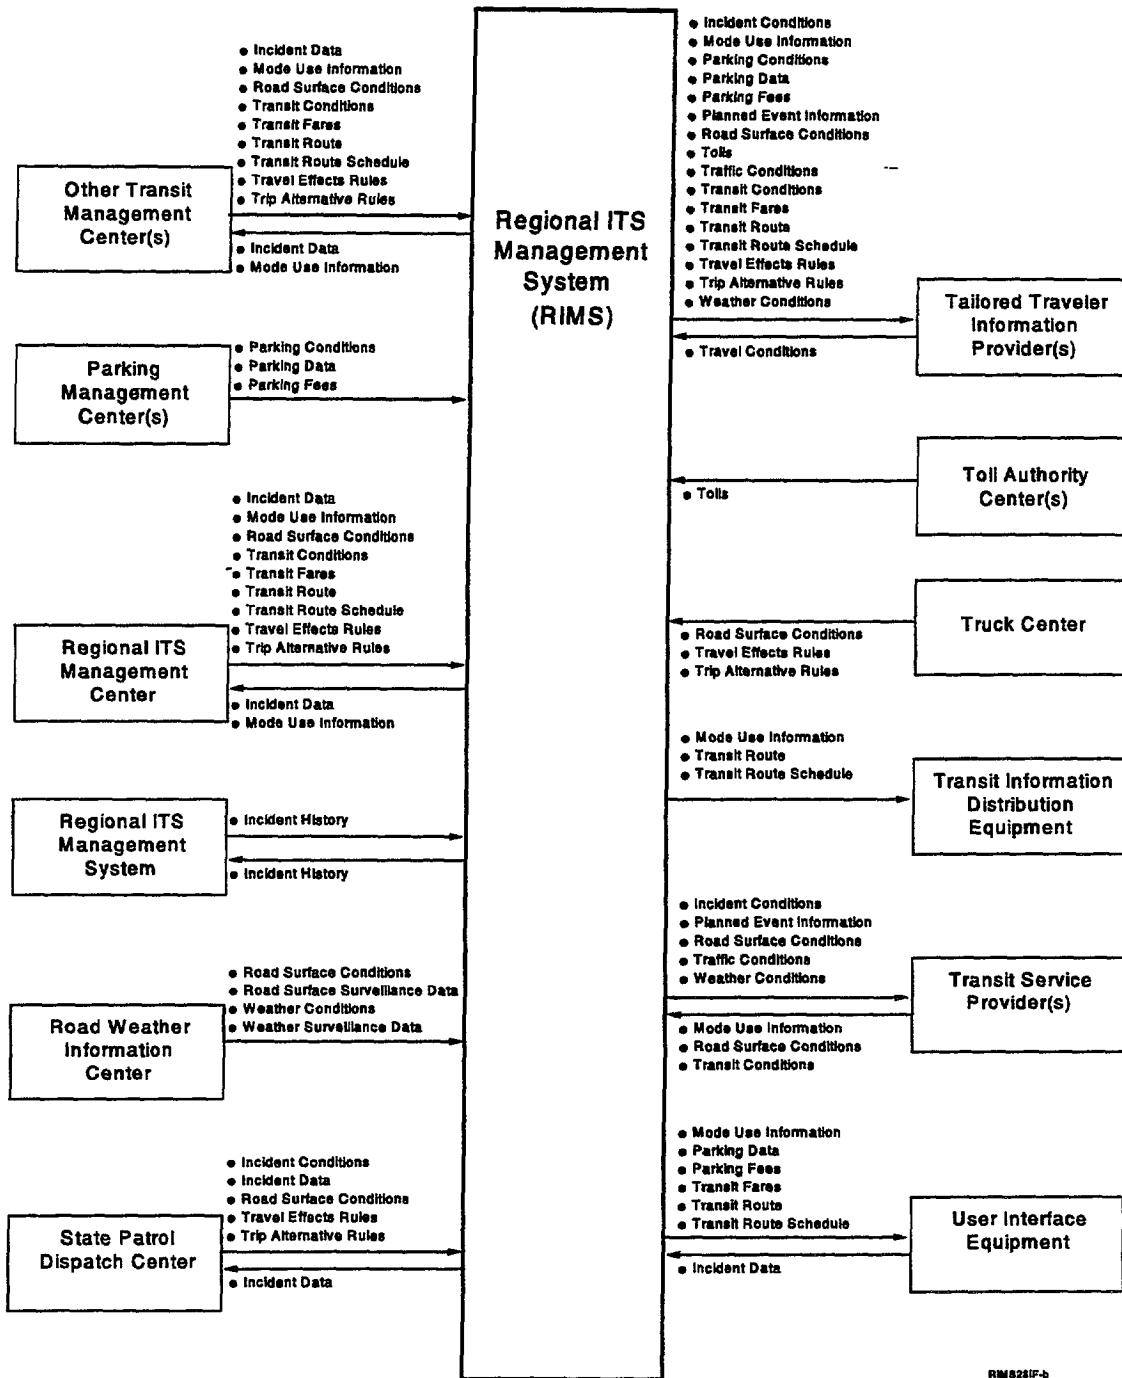 ● Incident Data
● Mode Use Information
● Road Surface Conditions
● Transit Conditions
● Transit Fares
● Transit Route
● Transit Route Schedule
● Travel Effects Rules
● Trip Alternative Rules
Other Transit
Management
Center(s)
● Incident Data
● Mode Use Information
● Parking Conditions
● Parking Data
● Parking Fees
Parking
Management
Center(s)
● Incident Data
● Mode Use Information
● Road Surface Conditions
● Transit Conditions
● Transit Fares
● Transit Route
● Transit Route Schedule
● Travel Effects Rules
● Trip Alternative Rules
Regional ITS
Management
Center
● Incident Data
● Mode Use Information
Regional ITS
Management
System
● Incident History
● Incident History
● Road Surface Conditions
● Road Surface Surveillance Data
● Weather Conditions
● Weather Surveillance Data
Road Weather
Information
Center
● Incident Conditions
● Incident Data
● Road Surface Conditions
● Travel Effects Rules
● Trip Alternative Rules
State Patrol
Dispatch Center
● Incident Data
Regional ITS
Management
System
(RIMS)
● Incident Conditions
● Mode Use Information
● Parking Conditions
● Parking Data
● Parking Fees
● Planned Event Information
● Road Surface Conditions
● Tolls
● Traffic Conditions
● Transit Conditions
● Transit Fares
● Transit Route
● Transit Route Schedule
● Travel Effects Rules
● Trip Alternative Rules
● Weather Conditions
Tailored Traveler
Information
Provider(s)
● Travel Conditions
Toll Authority
Center(s)
● Tolls
Truck Center
● Road Surface Conditions
● Travel Effects Rules
● Trip Alternative Rules
● Mode Use Information
● Transit Route
● Transit Route Schedule
Transit Information
Distribution
Equipment
● Incident Conditions
● Planned Event Information
● Road Surface Conditions
● Traffic Conditions
● Weather Conditions
Transit Service
Provider(s)
● Mode Use Information
● Road Surface Conditions
● Transit Conditions
● Mode Use Information
● Parking Data
● Parking Fees
● Transit Fares
● Transit Route
● Transit Route Schedule
User Interface
Equipment
● Incident Data